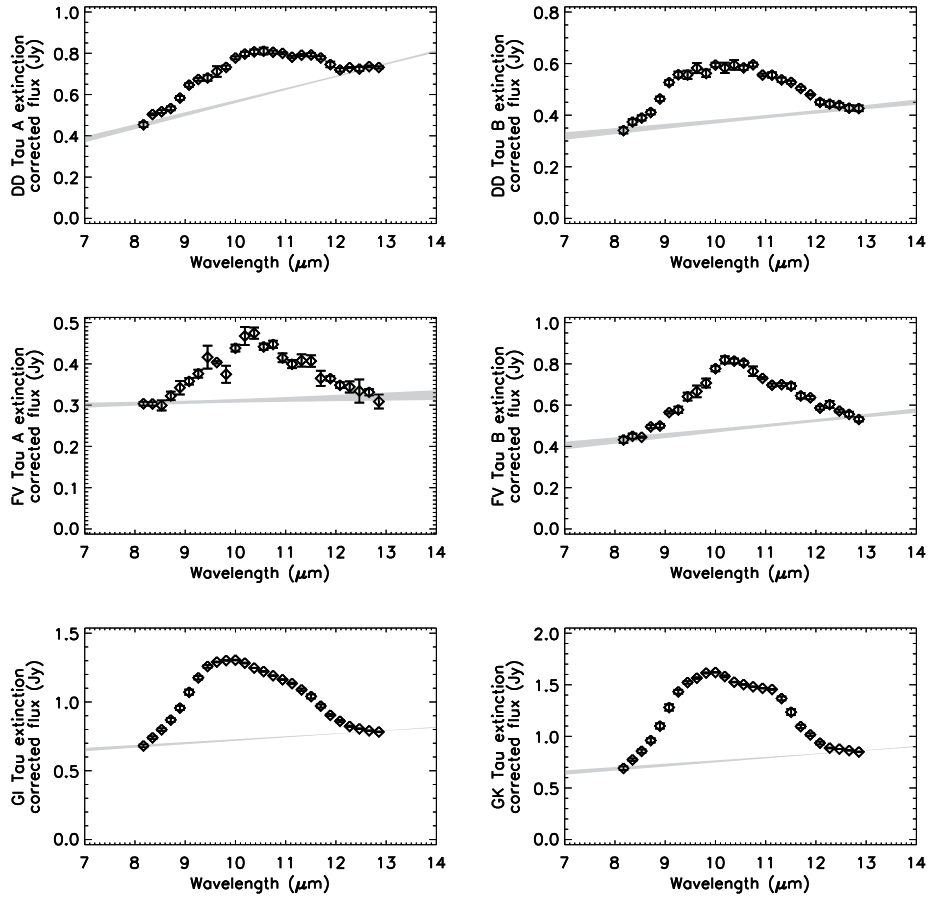 DD Tau A extinction
corrected flux (Jy)
1.0
0.8
0.6
0.4
0.2
0.0
7 8 9 10 11 12 13 14
Wavelength (μm)
DD Tau B extinction
corrected flux (Jy)
0.8
0.6
0.4
0.2
0.0
7 8 9 10 11 12 13 14
Wavelength (μm)
FV Tau A extinction
corrected flux (Jy)
0.5
0.4
0.3
0.2
0.1
0.0
7 8 9 10 11 12 13 14
Wavelength (μm)
FV Tau B extinction
corrected flux (Jy)
1.0
0.8
0.6
0.4
0.2
0.0
7 8 9 10 11 12 13 14
Wavelength (μm)
GI Tau extinction
corrected flux (Jy)
1.5
1.0
0.5
0.0
7 8 9 10 11 12 13 14
Wavelength (μm)
GK Tau extinction
corrected flux (Jy)
2.0
1.5
1.0
0.5
0.0
7 8 9 10 11 12 13 14
Wavelength (μm)